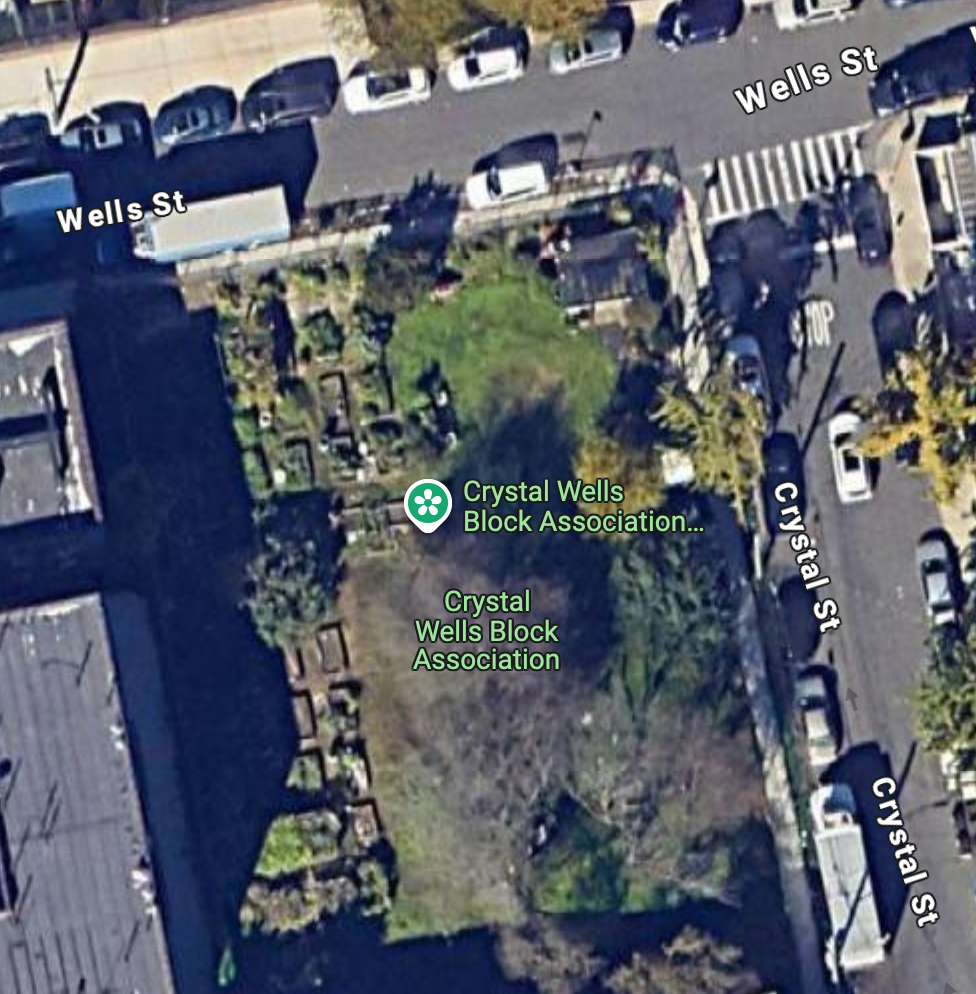 Wells St
Wells St
STOP
Crystal Wells
Block Association...
Crystal St
Crystal
Wells Block
Association
Crystal St